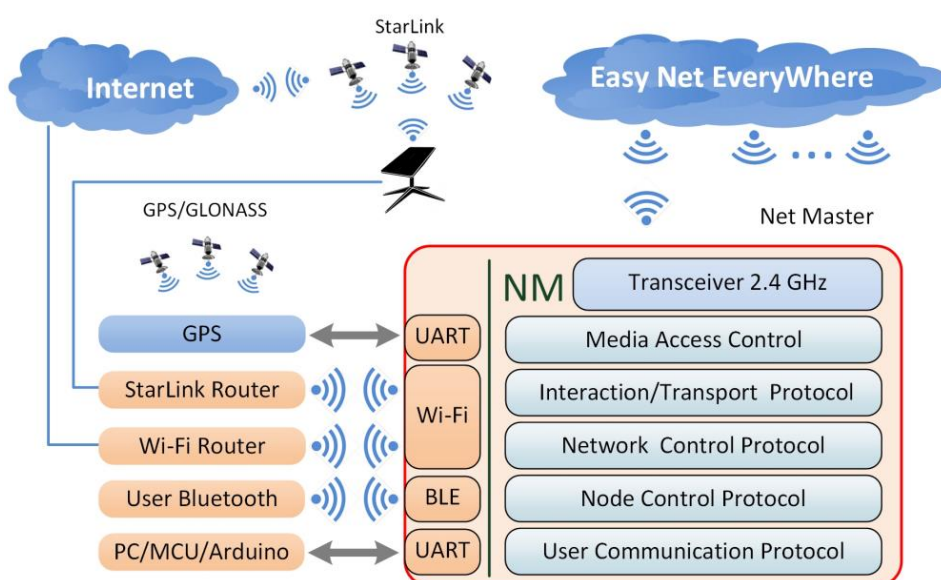 StarLink
Internet
Easy Net EveryWhere
GPS/GLONASS
Net Master
NM
Transceiver 2.4 GHz
GPS
UART
Media Access Control
StarLink Router
Wi-Fi
Interaction/Transport Protocol
Wi-Fi Router
Network Control Protocol
User Bluetooth
BLE
Node Control Protocol
PC/MCU/Arduino
UART
User Communication Protocol